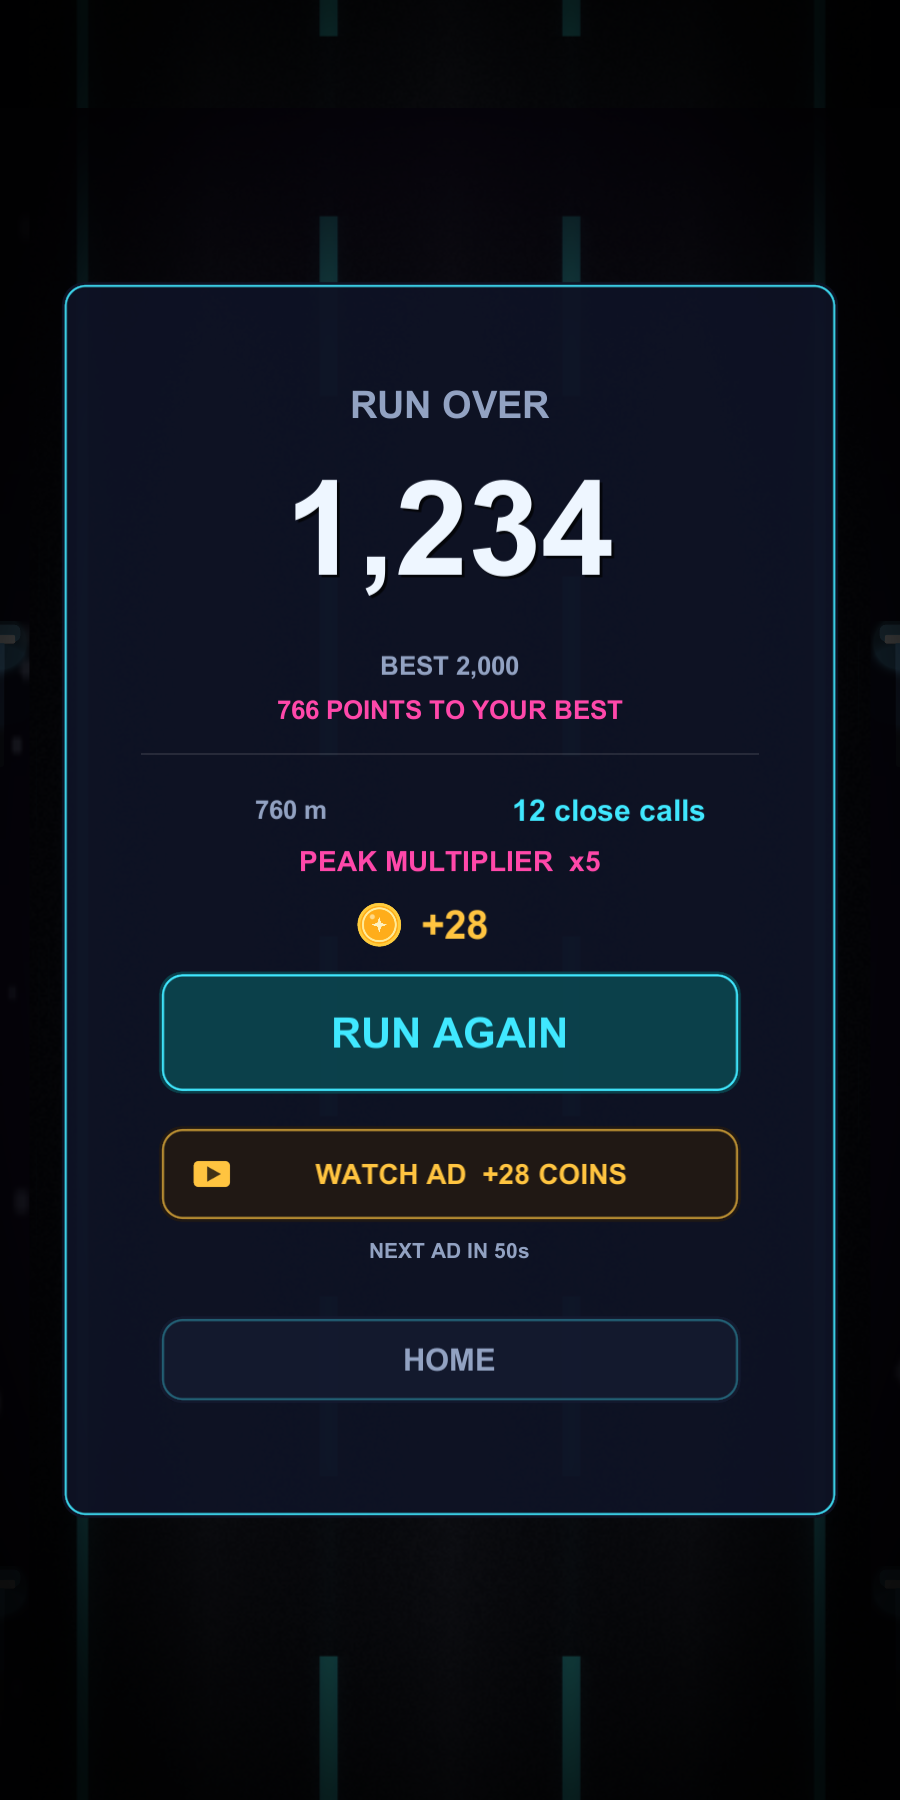 RUN OVER
1,234
BEST 2,000
766 POINTS TO YOUR BEST
760 m 12 close calls
PEAK MULTIPLIER x5
+28
RUN AGAIN
WATCH AD +28 COINS
NEXT AD IN 50s
HOME